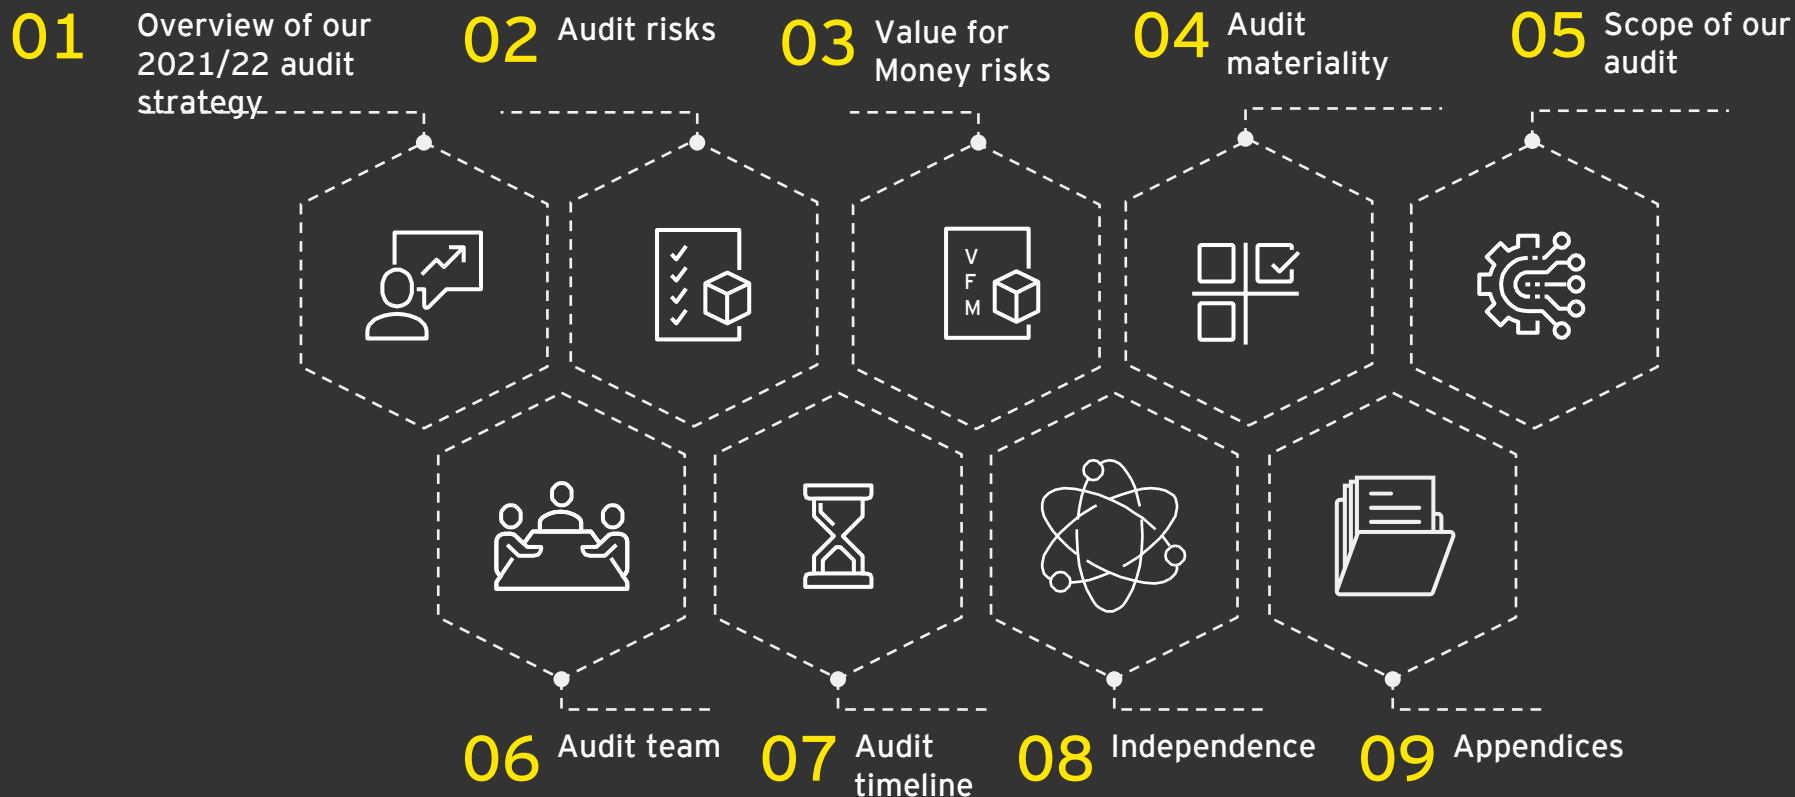 01 Overview of our
2021/22 audit
strategy
02 Audit risks
03 Value for
Money risks
04 Audit
materiality
05 Scope of our
audit
V
F
M
06 Audit team
07 Audit
timeline
08 Independence
09 Appendices